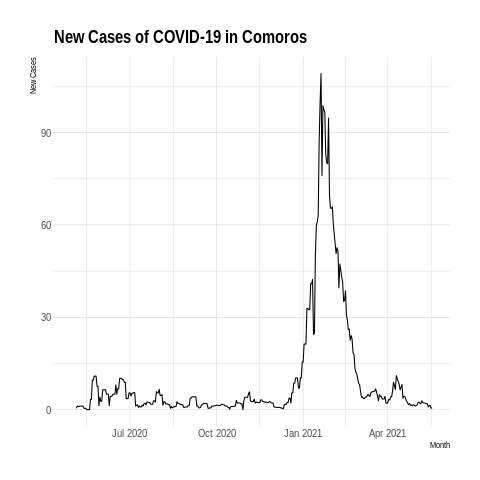 New Cases of COVID-19 in Comoros
New Cases
90
60
30
0
Jul 2020 Oct 2020 Jan 2021 Apr 2021
Month